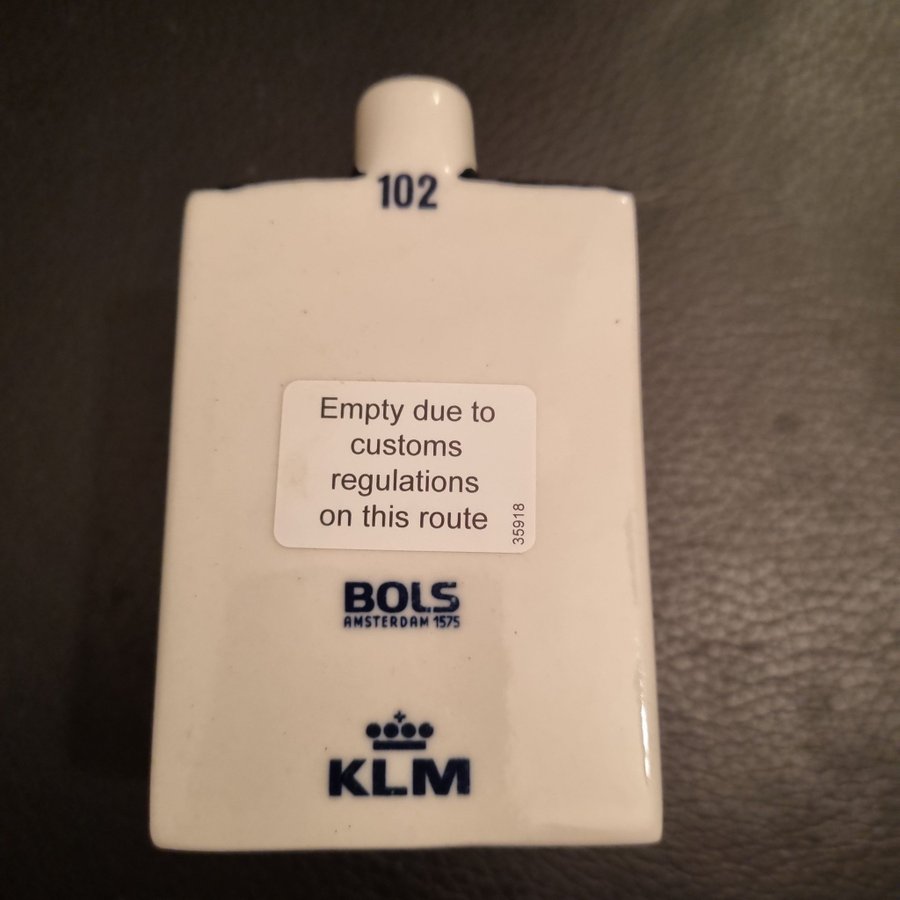 102
Empty due to
customs
regulations
on this route
35918
BOLS
AMSTERDAM 1575
KLM